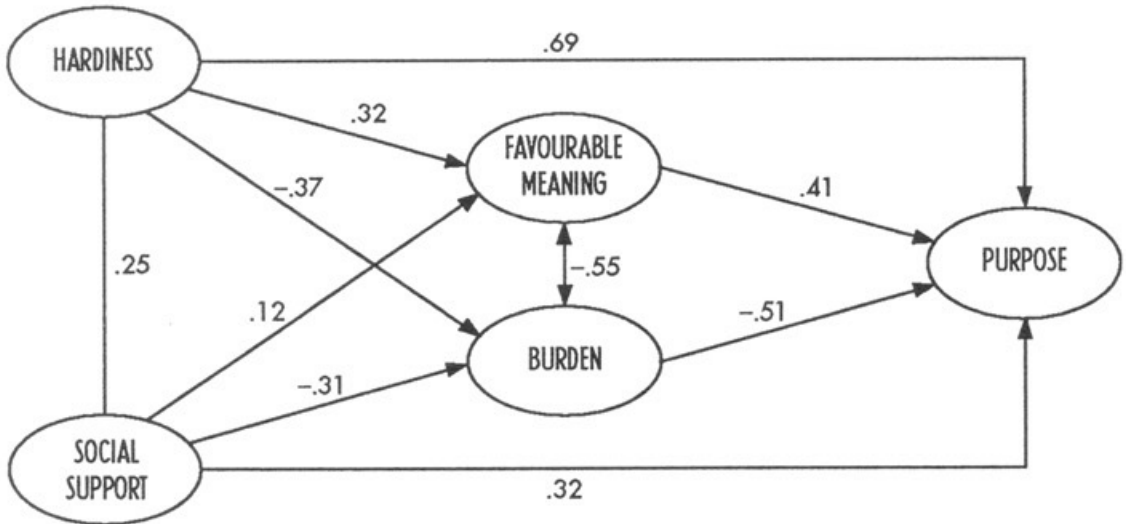 .69
HARDINESS
.32
FAVOURABLE
MEANING
-.37
.41
.25
-.55
PURPOSE
.12
-.51
BURDEN
-.31
SOCIAL
SUPPORT
.32